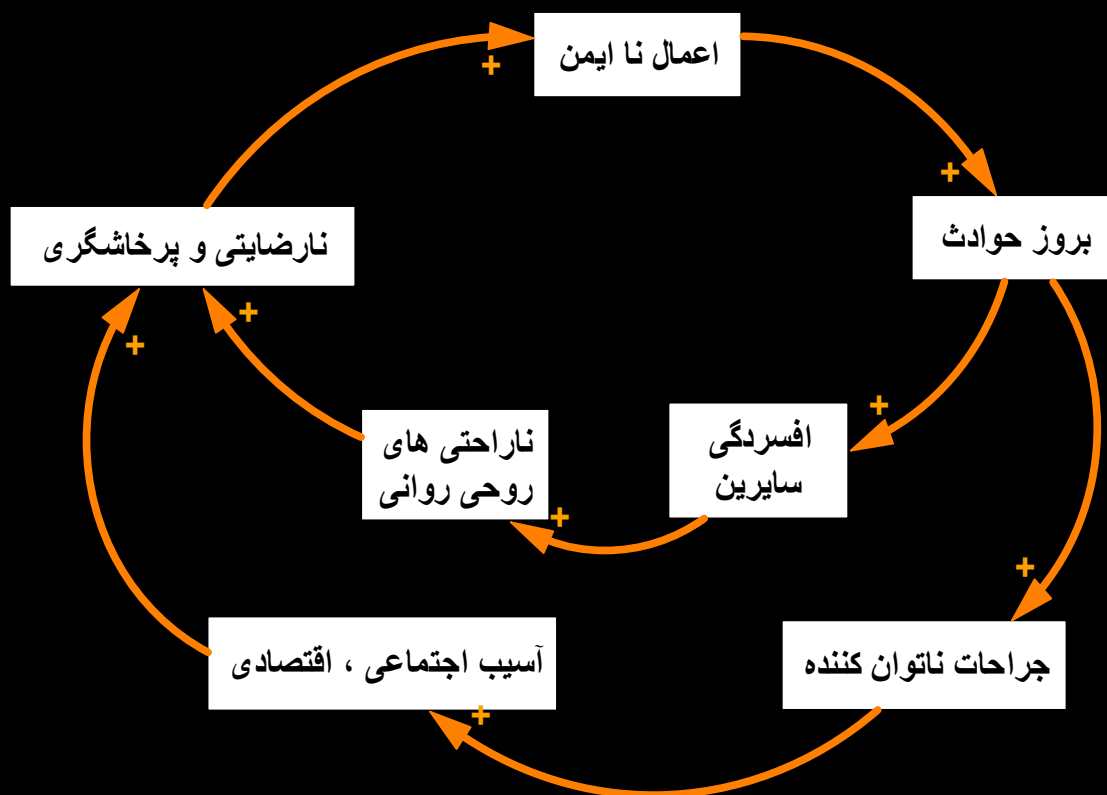 اعمال نا ایمن
+
+
بروز حوادث
نارضایتی و پرخاشگری
+
+
+
افسردگی
سایرین
ناراحتی های
روحی روانی
+
+
جراحات ناتوان کننده
آسیب اجتماعی ، اقتصادی
+